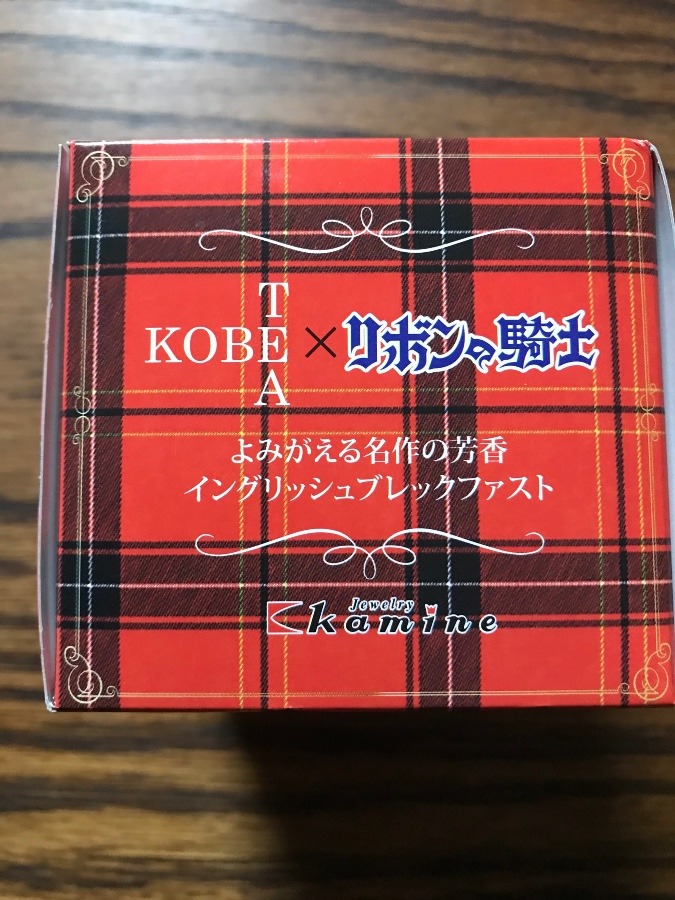 KOBE TEA × リボンの騎士
よみがえる名作の芳香
イングリッシュブレックファスト
Jewelry
kamine